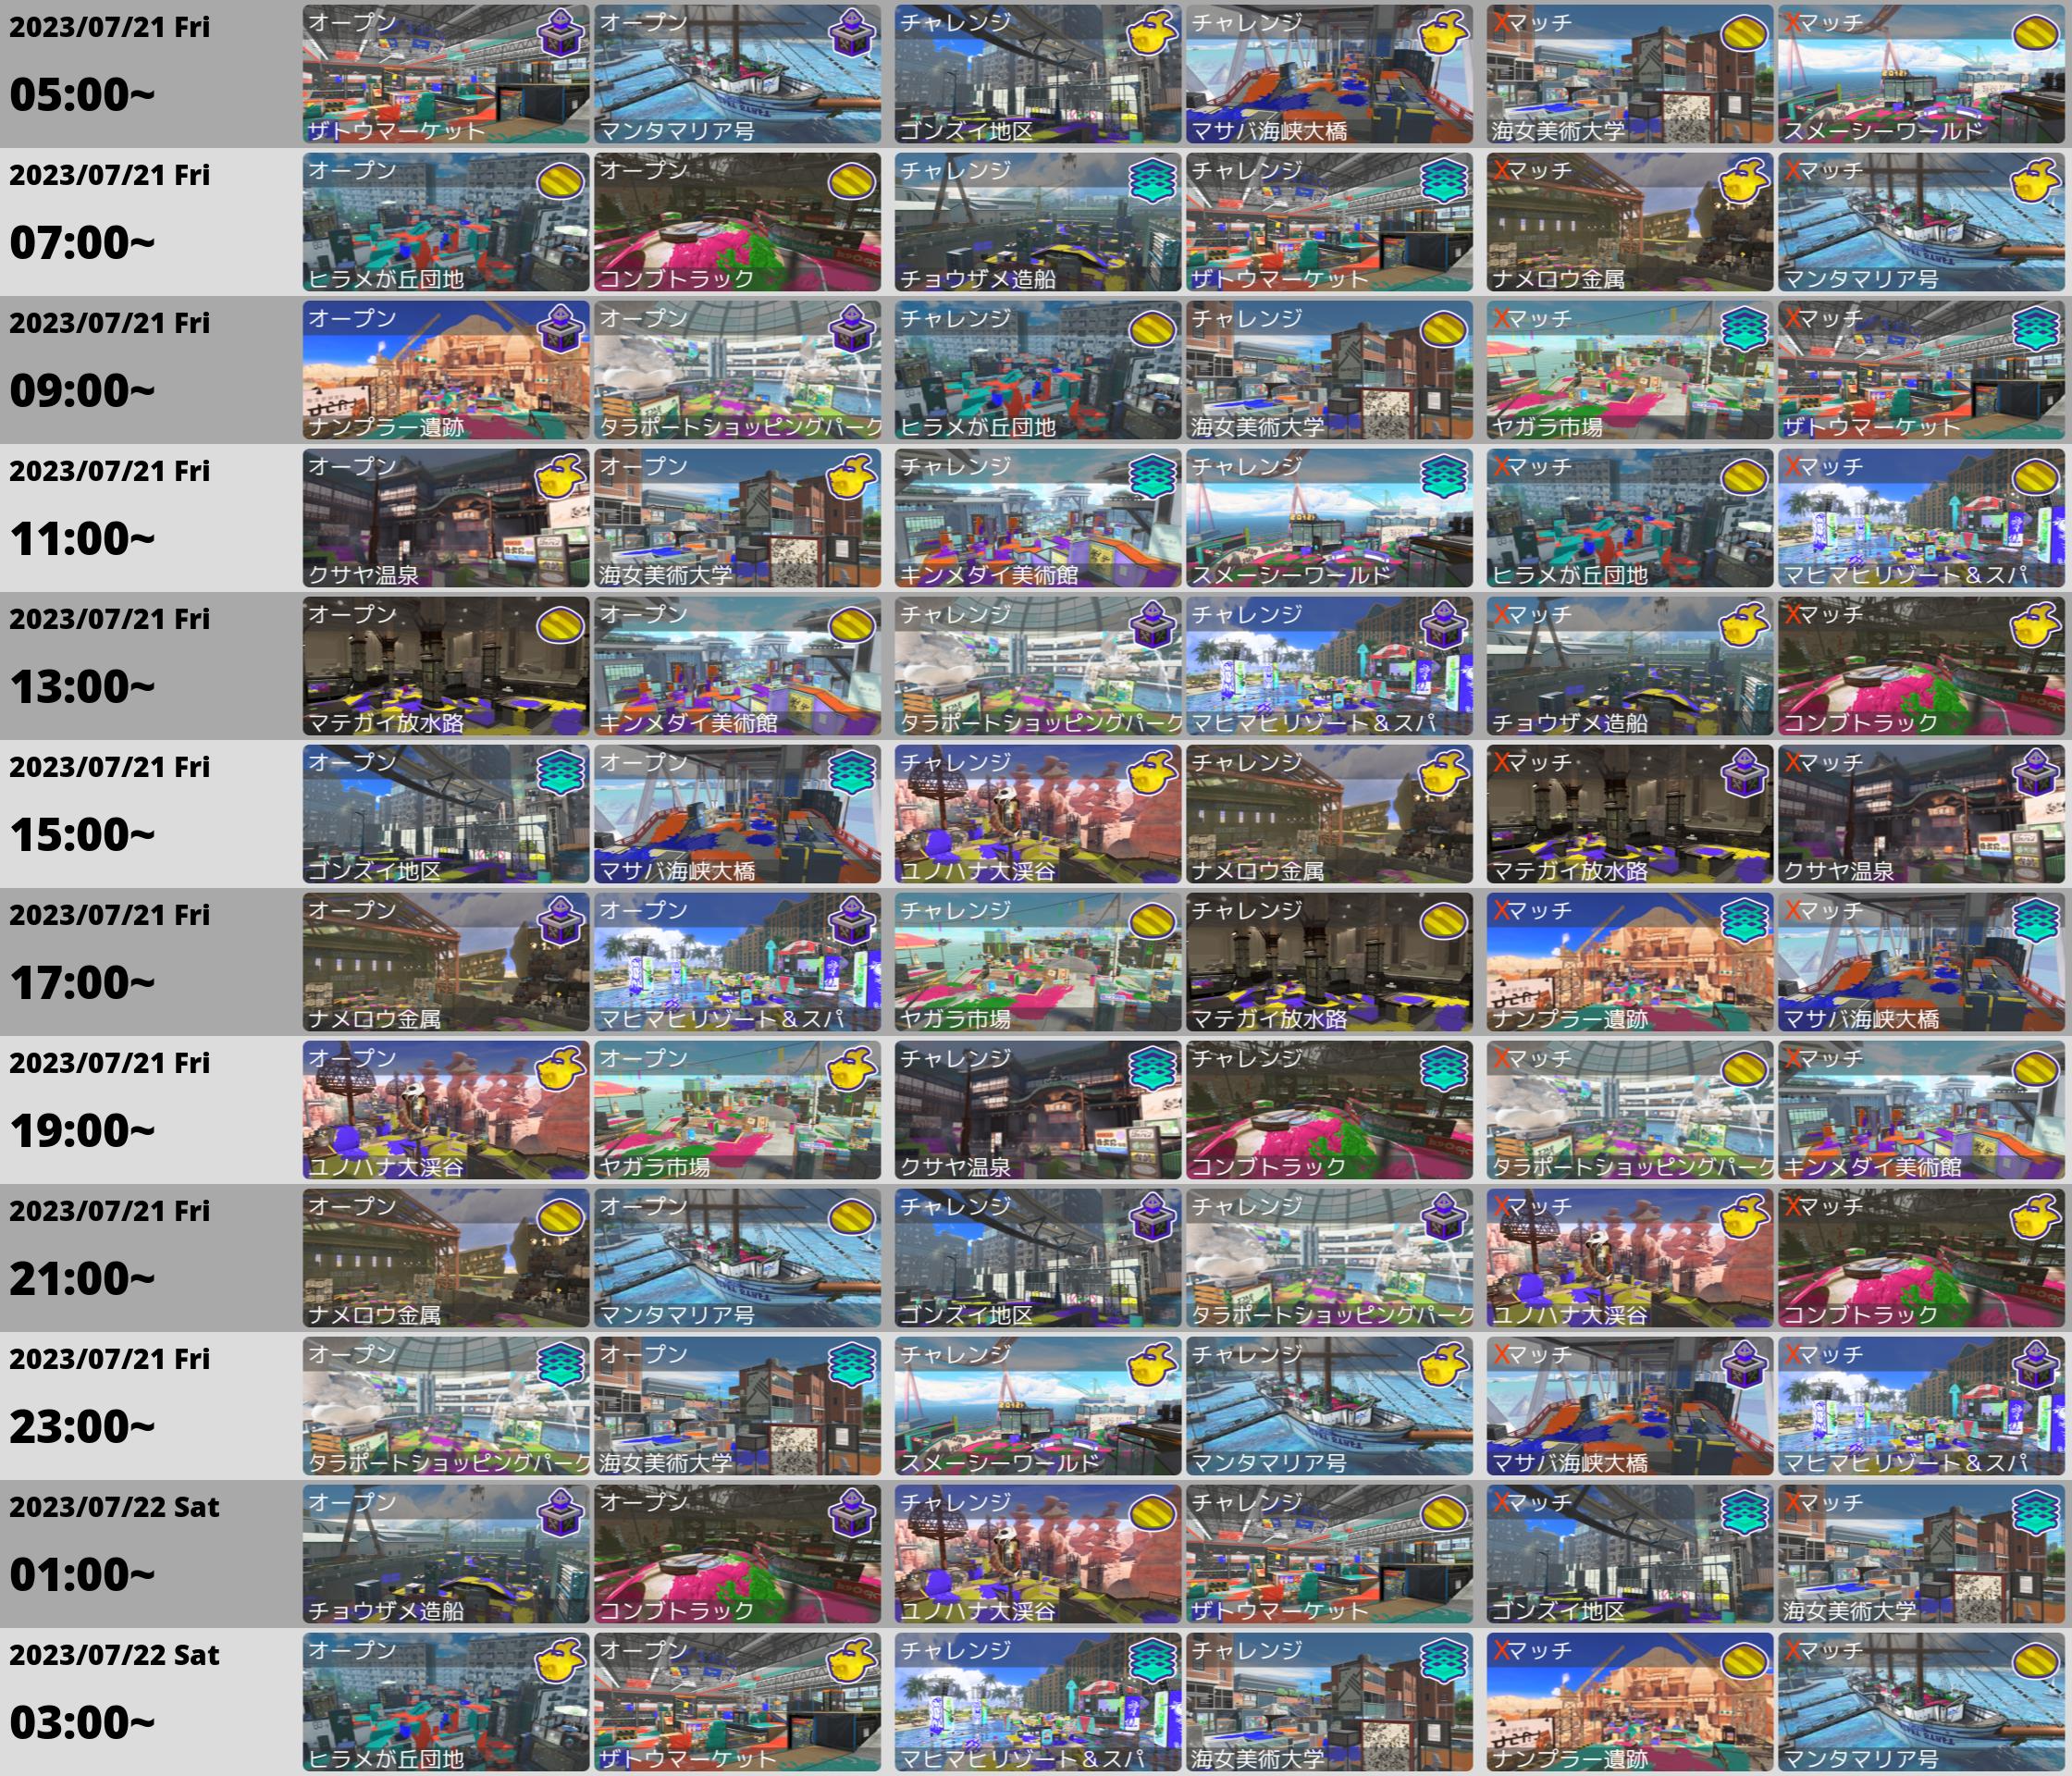 2023/07/21 Fri
05:00~
オープン オープン チャレンジ チャレンジ Xマッチ Xマッチ
ザトウマーケット マンタマリア号 ゴンズイ地区 マサバ海峡大橋 海女美術大学 スメーシーワールド
2023/07/21 Fri
07:00~
オープン オープン チャレンジ チャレンジ Xマッチ Xマッチ
ヒラメが丘団地 コンブトラック チョウザメ造船 ザトウマーケット ナメロウ金属 マンタマリア号
2023/07/21 Fri
09:00~
オープン オープン チャレンジ チャレンジ Xマッチ Xマッチ
ナンプラー遺跡 タラポートショッピングパーク ヒラメが丘団地 海女美術大学 ヤガラ市場 ザトウマーケット
2023/07/21 Fri
11:00~
オープン オープン チャレンジ チャレンジ Xマッチ Xマッチ
クサヤ温泉 海女美術大学 キンメダイ美術館 スメーシーワールド ヒラメが丘団地 マヒマヒリゾート＆スパ
2023/07/21 Fri
13:00~
オープン オープン チャレンジ チャレンジ Xマッチ Xマッチ
マテガイ放水路 キンメダイ美術館 タラポートショッピングパーク マヒマヒリゾート＆スパ チョウザメ造船 コンブトラック
2023/07/21 Fri
15:00~
オープン オープン チャレンジ チャレンジ Xマッチ Xマッチ
ゴンズイ地区 マサバ海峡大橋 ユノハナ大渓谷 ナメロウ金属 マテガイ放水路 クサヤ温泉
2023/07/21 Fri
17:00~
オープン オープン チャレンジ チャレンジ Xマッチ Xマッチ
ナメロウ金属 マヒマヒリゾート＆スパ ヤガラ市場 マテガイ放水路 ナンプラー遺跡 マサバ海峡大橋
2023/07/21 Fri
19:00~
オープン オープン チャレンジ チャレンジ Xマッチ Xマッチ
ユノハナ大渓谷 ヤガラ市場 クサヤ温泉 コンブトラック タラポートショッピングパーク キンメダイ美術館
2023/07/21 Fri
21:00~
オープン オープン チャレンジ チャレンジ Xマッチ Xマッチ
ナメロウ金属 マンタマリア号 ゴンズイ地区 タラポートショッピングパーク ユノハナ大渓谷 コンブトラック
2023/07/21 Fri
23:00~
オープン オープン チャレンジ チャレンジ Xマッチ Xマッチ
タラポートショッピングパーク 海女美術大学 スメーシーワールド マンタマリア号 マサバ海峡大橋 マヒマヒリゾート＆スパ
2023/07/22 Sat
01:00~
オープン オープン チャレンジ チャレンジ Xマッチ Xマッチ
チョウザメ造船 コンブトラック ユノハナ大渓谷 ザトウマーケット ゴンズイ地区 海女美術大学
2023/07/22 Sat
03:00~
オープン オープン チャレンジ チャレンジ Xマッチ Xマッチ
ヒラメが丘団地 ザトウマーケット マヒマヒリゾート＆スパ 海女美術大学 ナンプラー遺跡 マンタマリア号